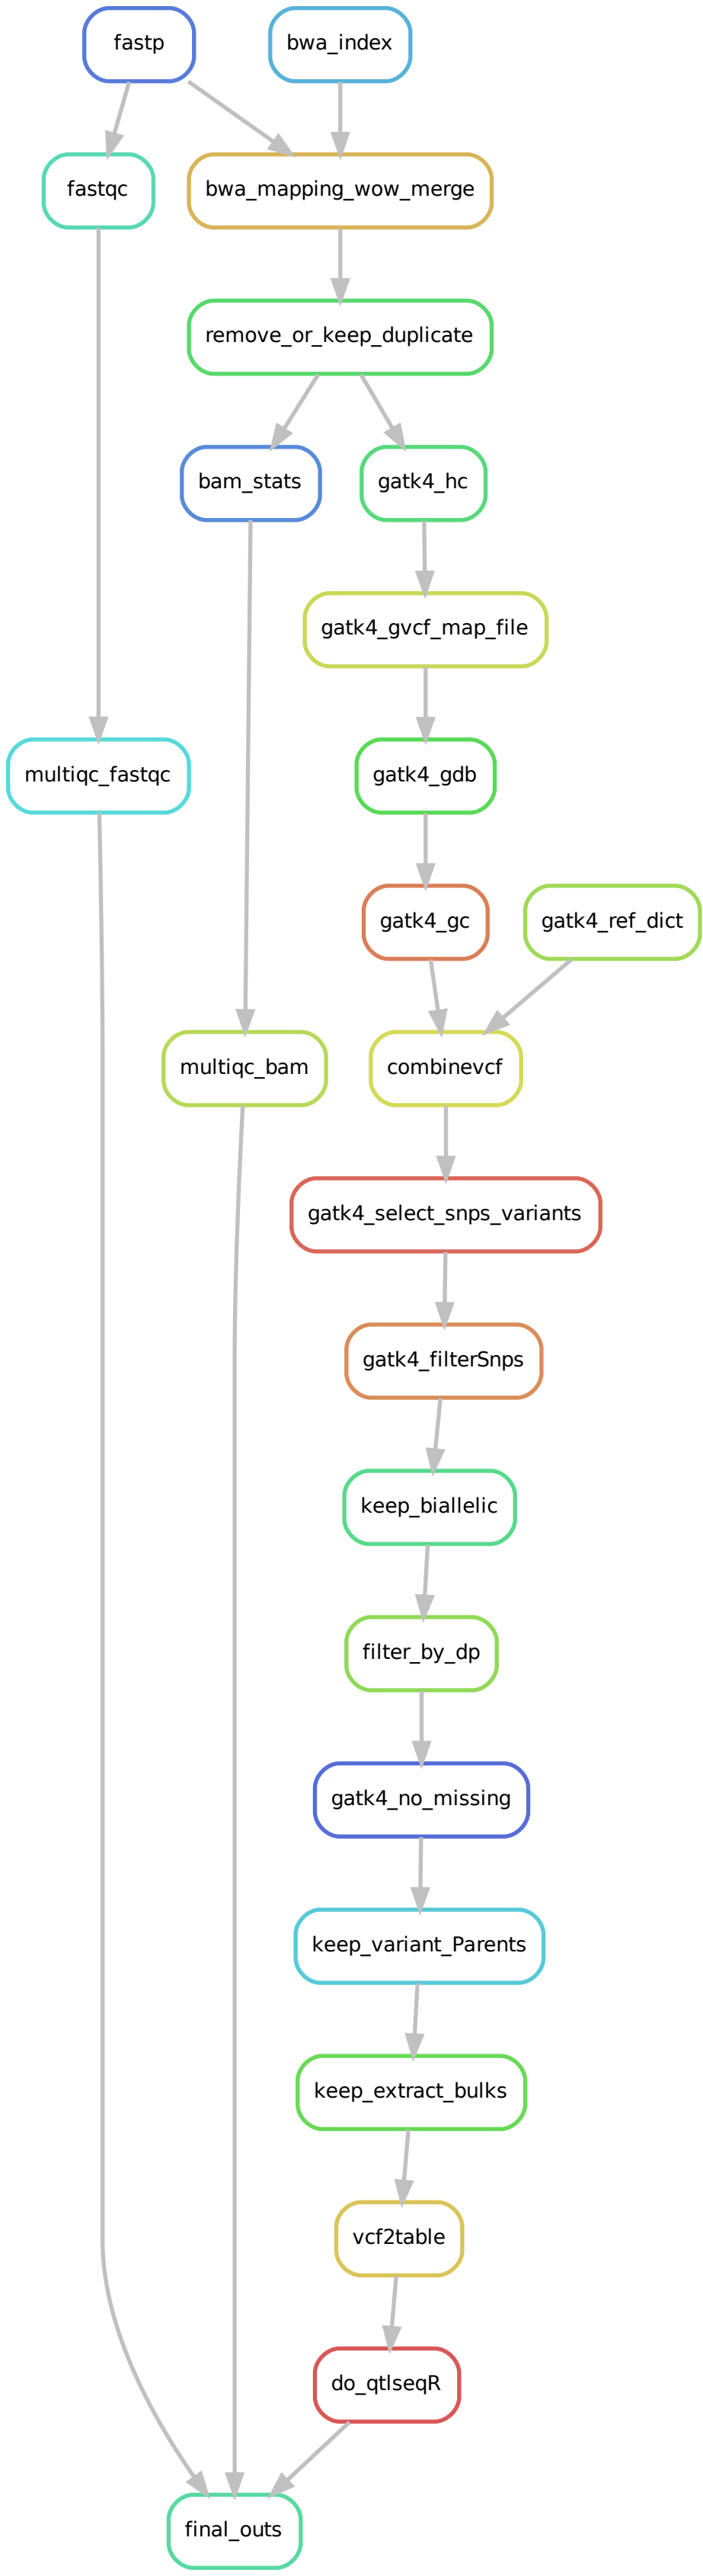 fastp
bwa_index
fastqc
bwa_mapping_wow_merge
remove_or_keep_duplicate
bam_stats
gatk4_hc
gatk4_gvcf_map_file
multiqc_fastqc
gatk4_gdb
gatk4_gc
gatk4_ref_dict
multiqc_bam
combinevcf
gatk4_select_snps_variants
gatk4_filterSnps
keep_biallelic
filter_by_dp
gatk4_no_missing
keep_variant_Parents
keep_extract_bulks
vcf2table
do_qtlseqR
final_outs